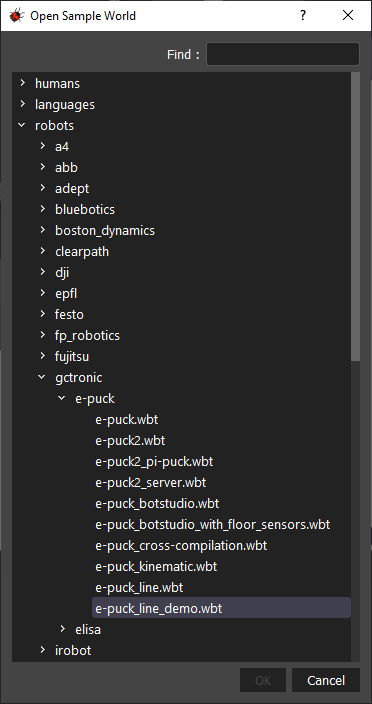 Open Sample World
Find :
humans
languages
robots
a4
abb
adept
bluebotics
boston_dynamics
clearpath
dji
epfl
festo
fp_robotics
fujitsu
gctronic
e-puck
e-puck.wbt
e-puck2.wbt
e-puck2_pi-puck.wbt
e-puck2_server.wbt
e-puck_botstudio.wbt
e-puck_botstudio_with_floor_sensors.wbt
e-puck_cross-compilation.wbt
e-puck_kinematic.wbt
e-puck_line.wbt
e-puck_line_demo.wbt
elisa
irobot
OK Cancel